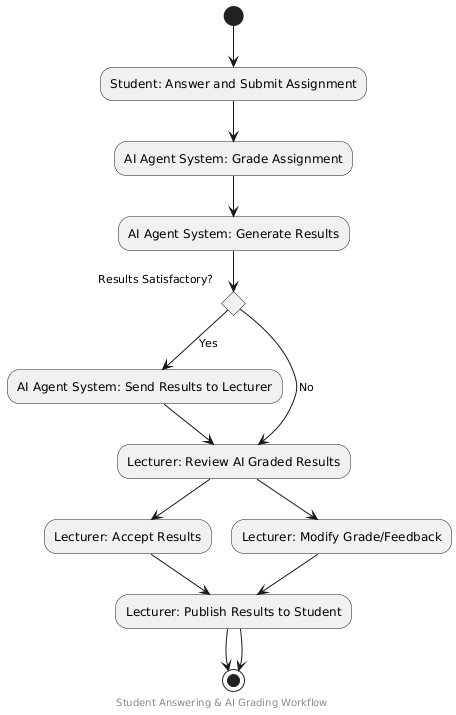 Student: Answer and Submit Assignment
AI Agent System: Grade Assignment
AI Agent System: Generate Results
Results Satisfactory?
Yes
AI Agent System: Send Results to Lecturer
No
Lecturer: Review AI Graded Results
Lecturer: Accept Results
Lecturer: Modify Grade/Feedback
Lecturer: Publish Results to Student
Student Answering & AI Grading Workflow